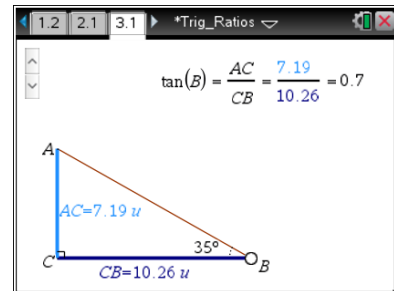 1.2 2.1 3.1 *Trig_Ratios
tan(B) = AC/CB = 7.19/10.26 = 0.7
A
AC=7.19 u
35°
C
B
CB=10.26 u